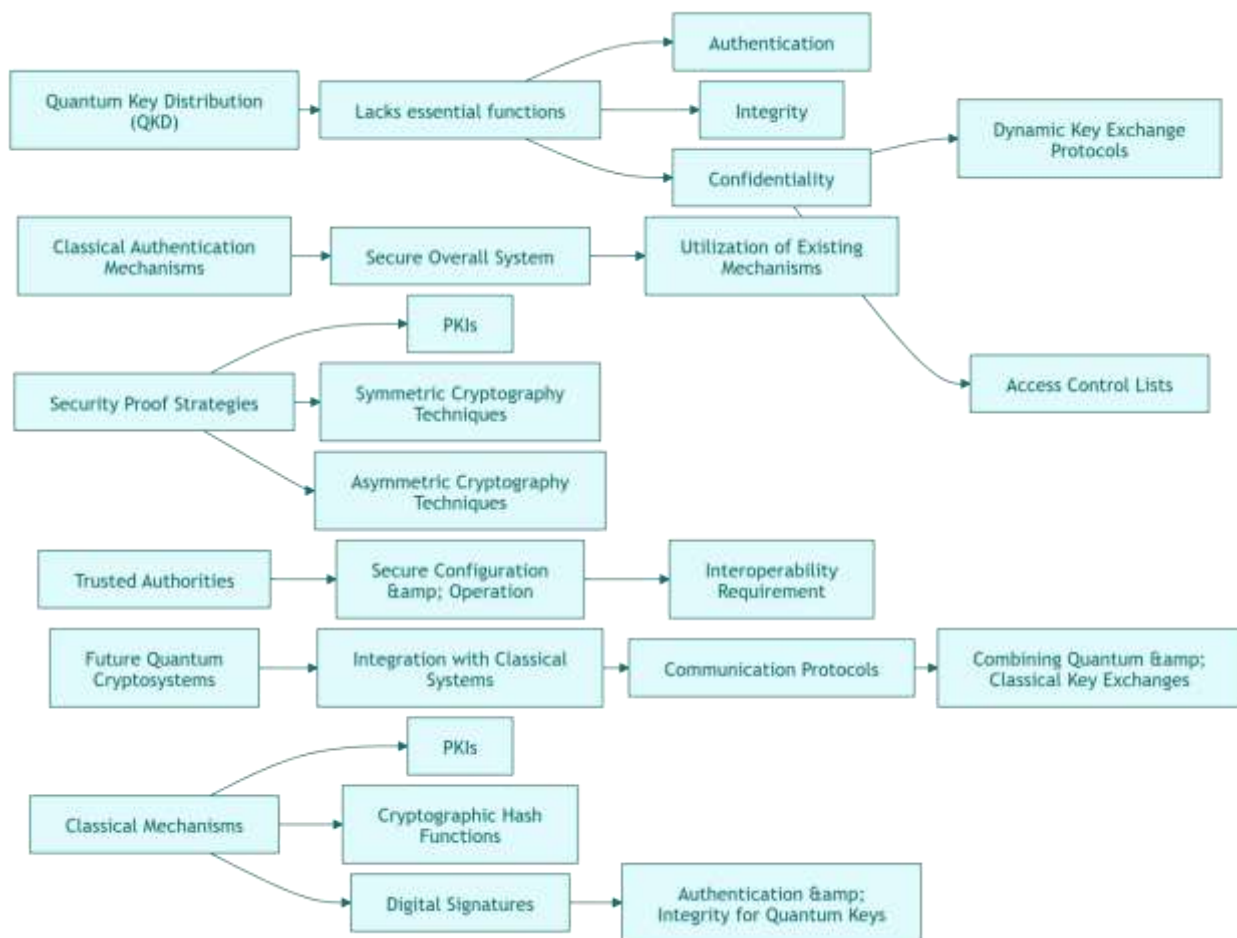 Authentication
Quantum Key Distribution
(QKD)
Lacks essential functions
Integrity
Dynamic Key Exchange
Protocols
Confidentiality
Classical Authentication
Mechanisms
Secure Overall System
Utilization of Existing
Mechanisms
PKIs
Security Proof Strategies
Symmetric Cryptography
Techniques
Access Control Lists
Asymmetric Cryptography
Techniques
Trusted Authorities
Secure Configuration
&amp; Operation
Interoperability
Requirement
Future Quantum
Cryptosystems
Integration with Classical
Systems
Communication Protocols
Combining Quantum &amp;
Classical Key Exchanges
PKIs
Classical Mechanisms
Cryptographic Hash
Functions
Digital Signatures
Authentication &amp;
Integrity for Quantum Keys